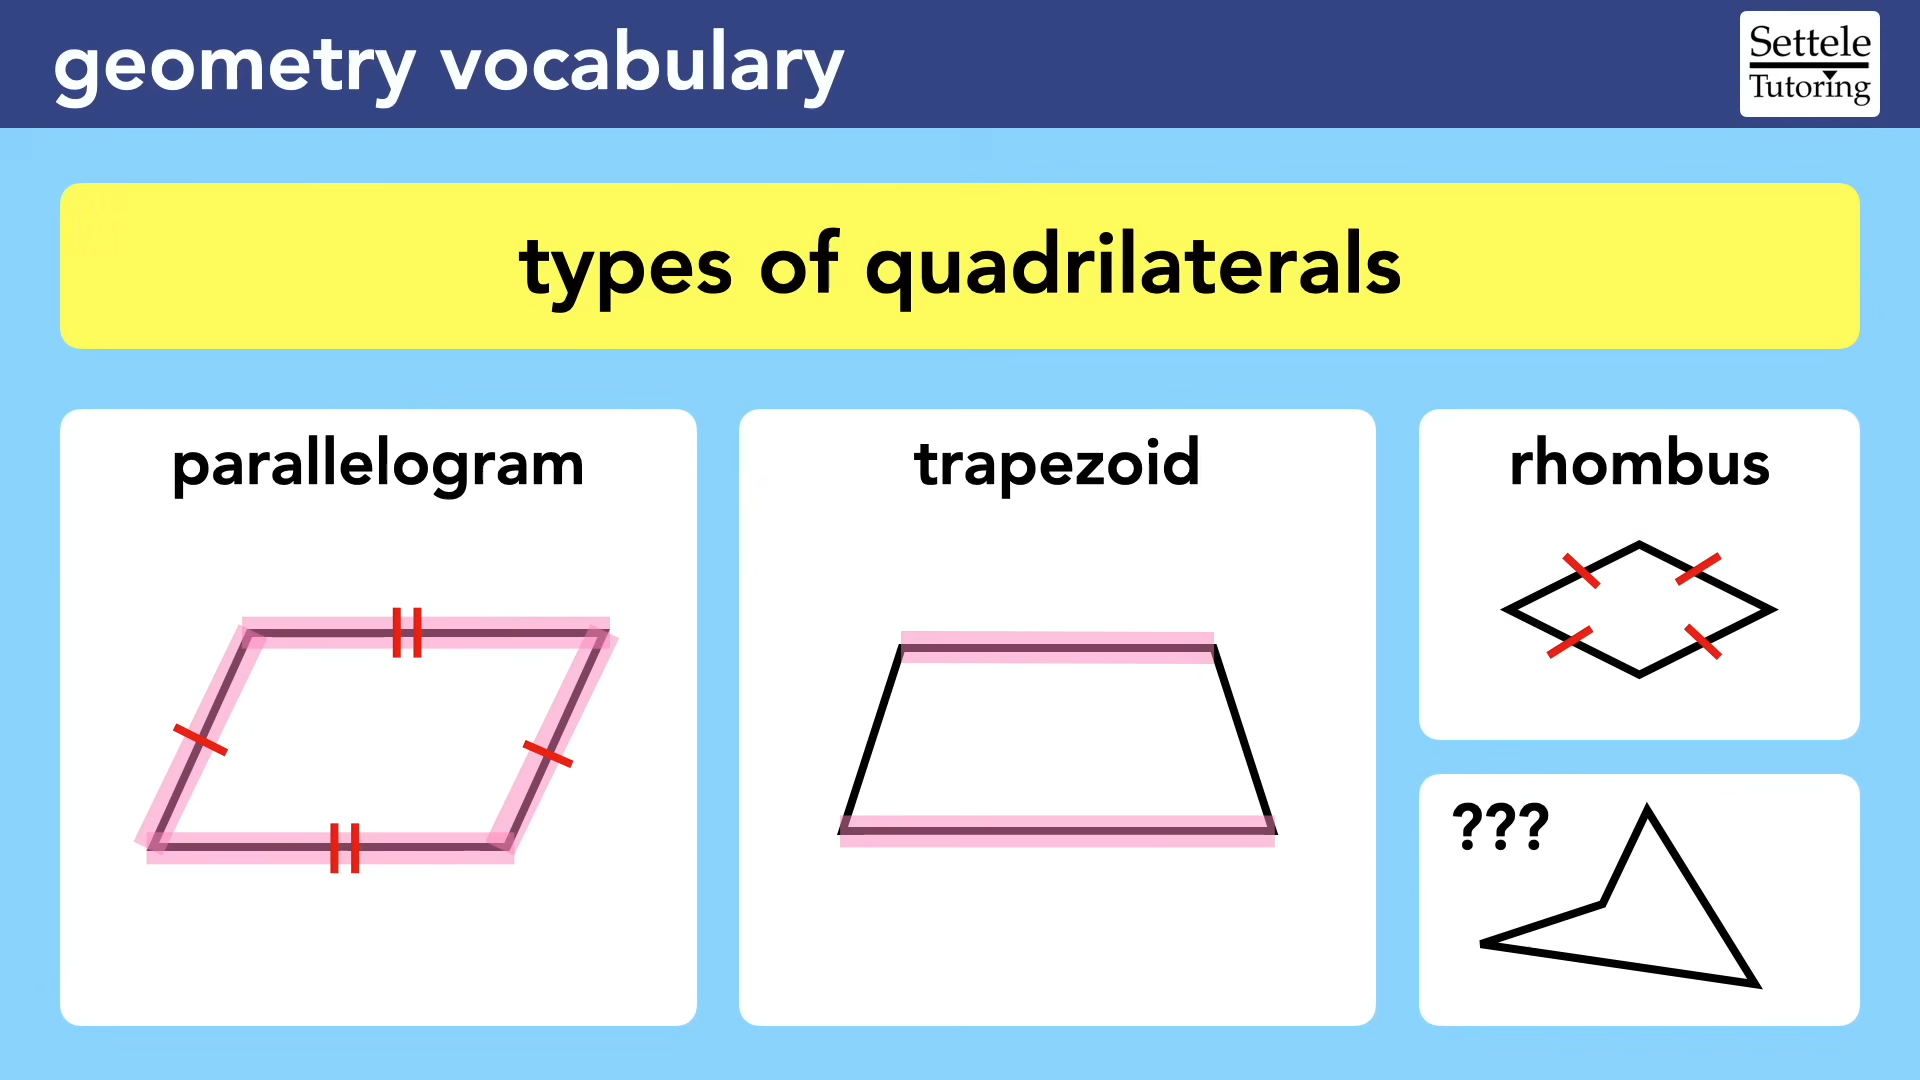 geometry vocabulary
Settele
Tutoring
types of quadrilaterals
parallelogram
trapezoid
rhombus
???